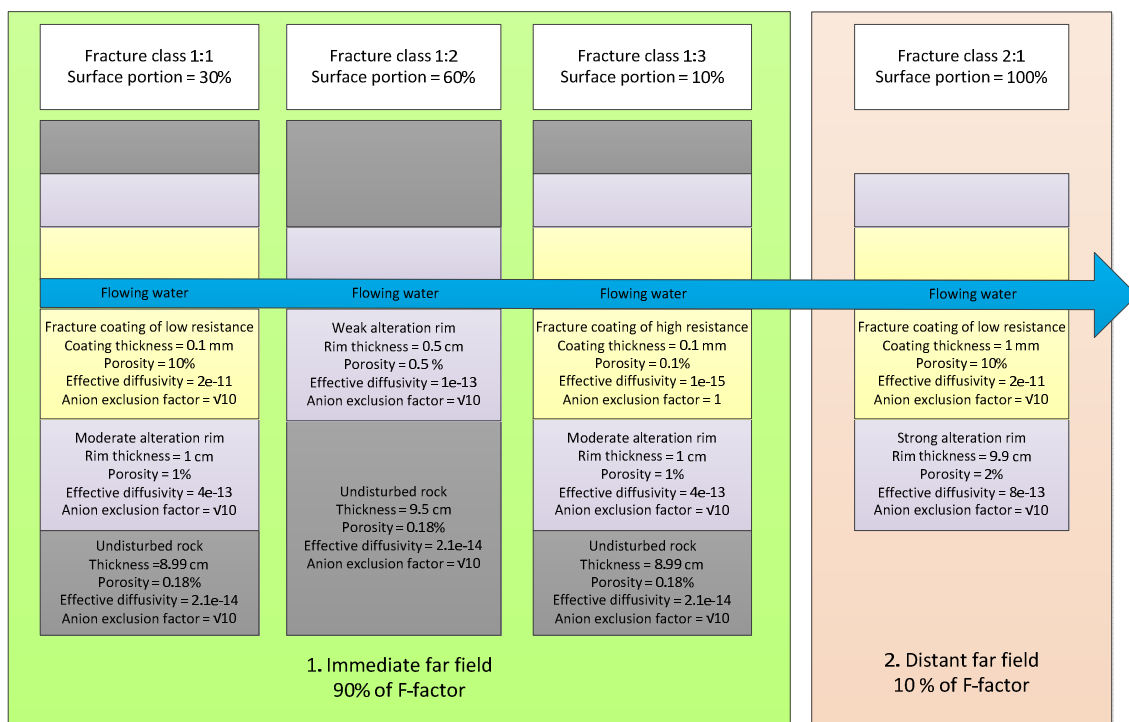 Fracture class 1:1
Surface portion = 30%
Fracture class 1:2
Surface portion = 60%
Fracture class 1:3
Surface portion = 10%
Fracture class 2:1
Surface portion = 100%
Flowing water
Flowing water
Flowing water
Flowing water
Fracture coating of low resistance
Coating thickness = 0.1 mm
Porosity = 10%
Effective diffusivity = 2e-11
Anion exclusion factor = √10
Moderate alteration rim
Rim thickness = 1 cm
Porosity = 1%
Effective diffusivity = 4e-13
Anion exclusion factor = √10
Undisturbed rock
Thickness =8.99 cm
Porosity = 0.18%
Effective diffusivity = 2.1e-14
Anion exclusion factor = √10
Weak alteration rim
Rim thickness = 0.5 cm
Porosity = 0.5 %
Effective diffusivity = 1e-13
Anion exclusion factor = √10
Undisturbed rock
Thickness = 9.5 cm
Porosity = 0.18%
Effective diffusivity = 2.1e-14
Anion exclusion factor = √10
Fracture coating of high resistance
Coating thickness = 0.1 mm
Porosity = 0.1%
Effective diffusivity = 1e-15
Anion exclusion factor = 1
Moderate alteration rim
Rim thickness = 1 cm
Porosity = 1%
Effective diffusivity = 4e-13
Anion exclusion factor = √10
Undisturbed rock
Thickness = 8.99 cm
Porosity = 0.18%
Effective diffusivity = 2.1e-14
Anion exclusion factor = √10
Fracture coating of low resistance
Coating thickness = 1 mm
Porosity = 10%
Effective diffusivity = 2e-11
Anion exclusion factor = √10
Strong alteration rim
Rim thickness = 9.9 cm
Porosity = 2%
Effective diffusivity = 8e-13
Anion exclusion factor = √10
1. Immediate far field
90% of F-factor
2. Distant far field
10 % of F-factor